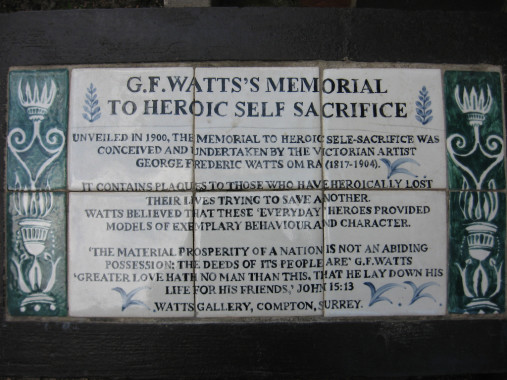 G.F.WATTS'S MEMORIAL
TO HEROIC SELF SACRIFICE
UNVEILED IN 1900, THE MEMORIAL TO HEROIC SELF-SACRIFICE WAS
CONCEIVED AND UNDERTAKEN BY THE VICTORIAN ARTIST
GEORGE FREDERIC WATTS OM RA (1817-1904).
IT CONTAINS PLAQUES TO THOSE WHO HAVE HEROICALLY LOST
THEIR LIVES TRYING TO SAVE ANOTHER.
WATTS BELIEVED THAT THESE 'EVERYDAY' HEROES PROVIDED
MODELS OF EXEMPLARY BEHAVIOUR AND CHARACTER.
'THE MATERIAL PROSPERITY OF A NATION IS NOT AN ABIDING
POSSESSION; THE DEEDS OF ITS PEOPLE ARE' G.F.WATTS
'GREATER LOVE HATH NO MAN THAN THIS, THAT HE LAY DOWN HIS
LIFE FOR HIS FRIENDS,' JOHN 15:13
WATTS GALLERY, COMPTON, SURREY.